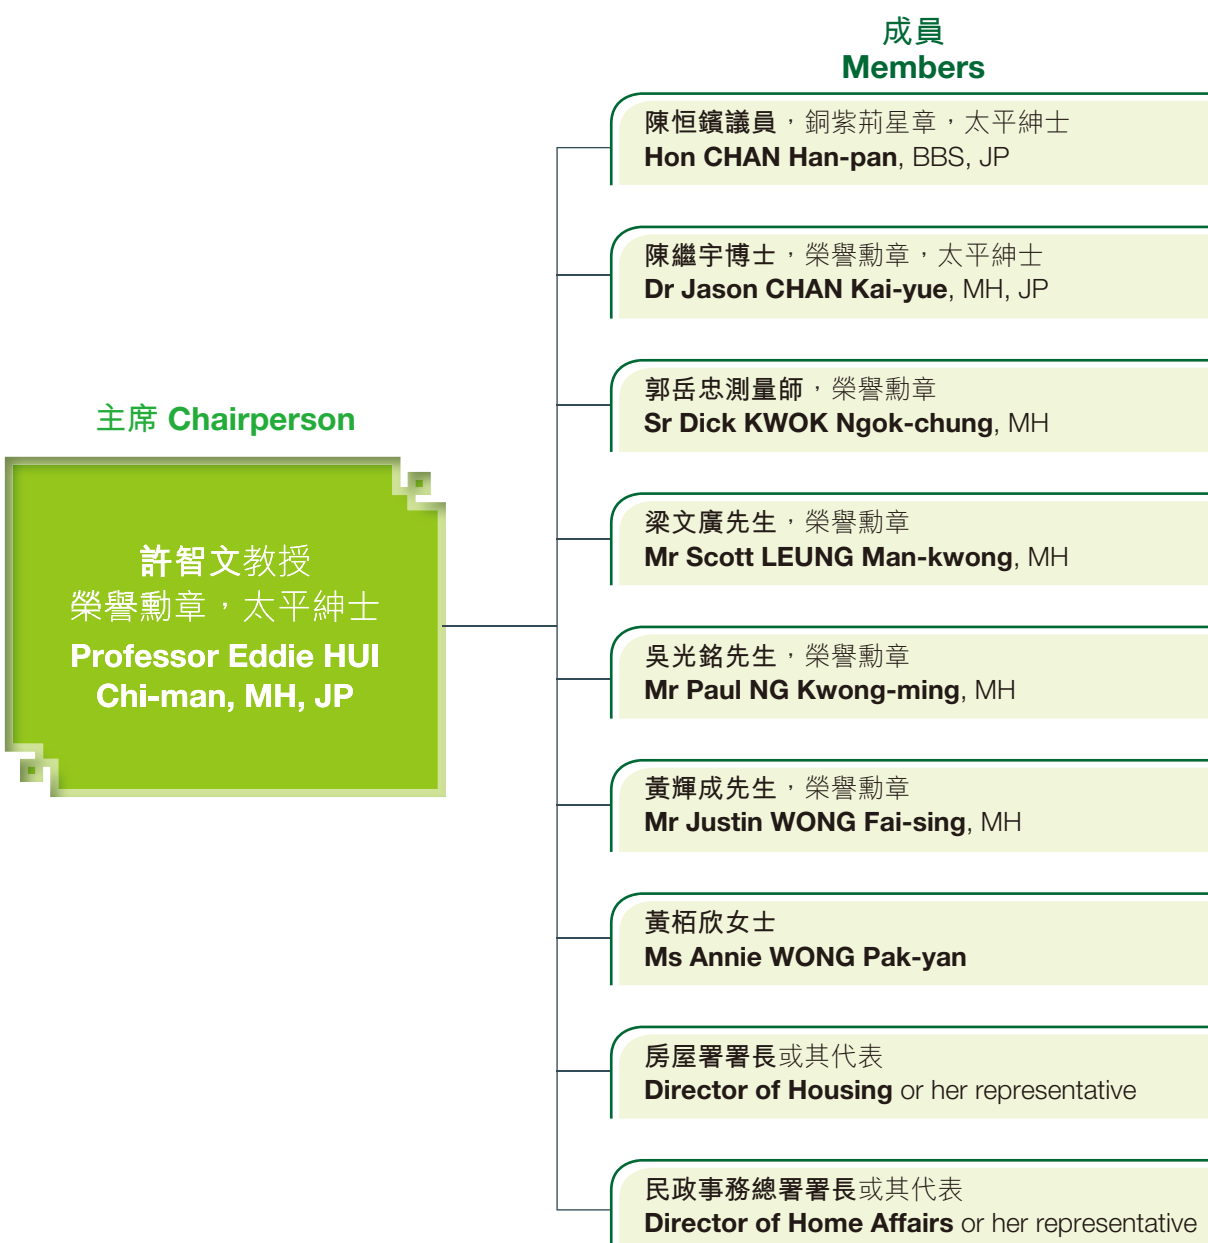 成員
Members
陳恒鑌議員，銅紫荊星章，太平紳士
Hon CHAN Han-pan, BBS, JP
陳繼宇博士，榮譽勳章，太平紳士
Dr Jason CHAN Kai-yue, MH, JP
郭岳忠測量師，榮譽勳章
Sr Dick KWOK Ngok-chung, MH
主席 Chairperson
許智文教授
榮譽勳章，太平紳士
Professor Eddie HUI
Chi-man, MH, JP
梁文廣先生，榮譽勳章
Mr Scott LEUNG Man-kwong, MH
吳光銘先生，榮譽勳章
Mr Paul NG Kwong-ming, MH
黃輝成先生，榮譽勳章
Mr Justin WONG Fai-sing, MH
黃栢欣女士
Ms Annie WONG Pak-yan
房屋署署長或其代表
Director of Housing or her representative
民政事務總署署長或其代表
Director of Home Affairs or her representative